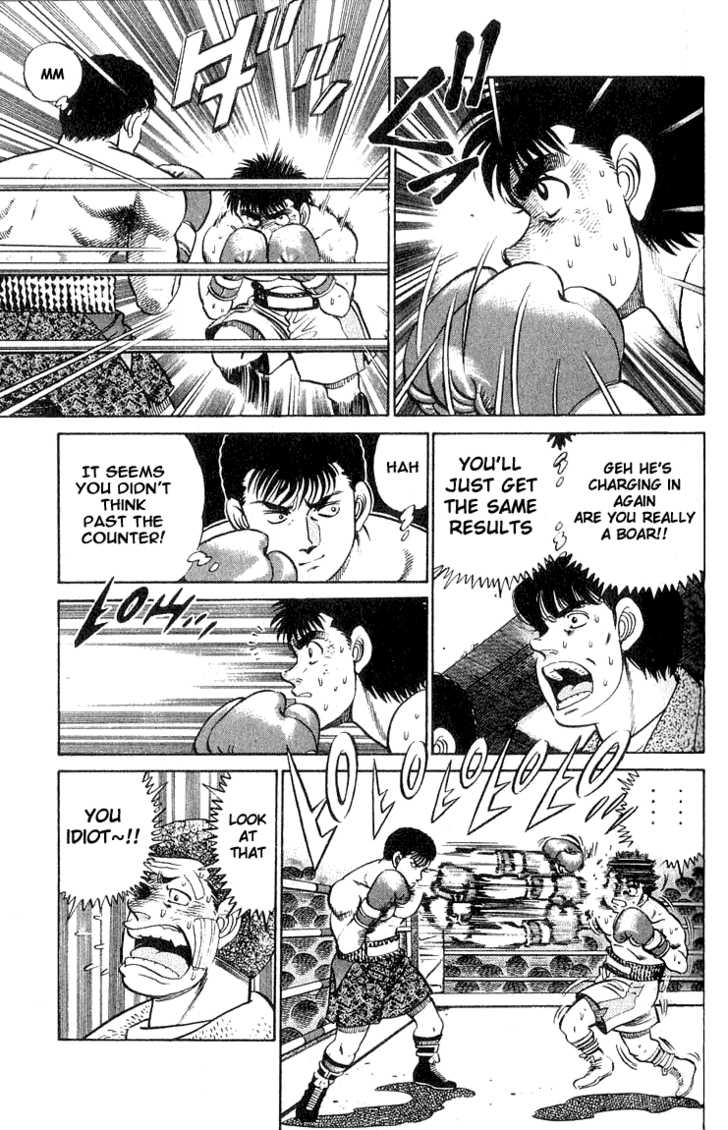 MM
GEH HE'S
CHARGING IN
AGAIN
ARE YOU REALLY
A BOAR!!
YOU'LL
JUST GET
THE SAME
RESULTS
HAH
IT SEEMS
YOU DIDN'T
THINK
PAST THE
COUNTER!
LOOK
AT
THAT
YOU
IDIOT~!!